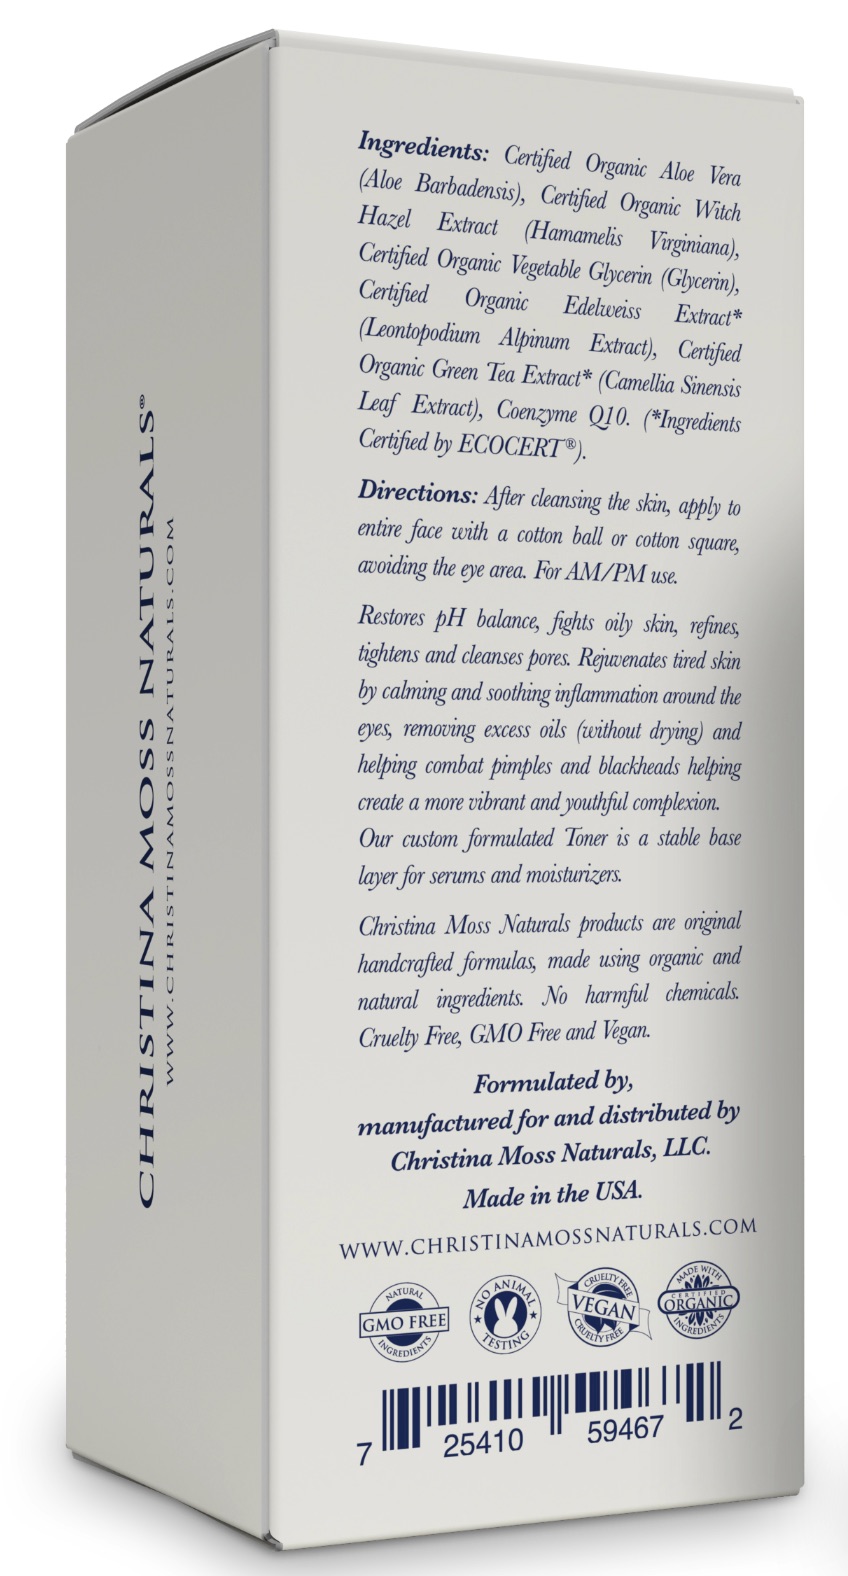 CHRISTINA MOSS NATURALS®
WWW.CHRISTINAMOSSNATURALS.COM
Ingredients: Certified Organic Aloe Vera
(Aloe Barbadensis), Certified Organic Witch
Hazel Extract (Hamamelis Virginiana),
Certified Organic Vegetable Glycerin (Glycerin),
Certified Organic Edelweiss Extract*
(Leontopodium Alpinum Extract), Certified
Organic Green Tea Extract* (Camellia Sinensis
Leaf Extract), Coenzyme Q10. (*Ingredients
Certified by ECOCERT®).
Directions: After cleansing the skin, apply to
entire face with a cotton ball or cotton square,
avoiding the eye area. For AM/PM use.
Restores pH balance, fights oily skin, refines,
tightens and cleanses pores. Rejuvenates tired skin
by calming and soothing inflammation around the
eyes, removing excess oils (without drying) and
helping combat pimples and blackheads helping
create a more vibrant and youthful complexion.
Our custom formulated Toner is a stable base
layer for serums and moisturizers.
Christina Moss Naturals products are original
handcrafted formulas, made using organic and
natural ingredients. No harmful chemicals.
Cruelty Free, GMO Free and Vegan.
Formulated by,
manufactured for and distributed by
Christina Moss Naturals, LLC.
Made in the USA.
WWW.CHRISTINAMOSSNATURALS.COM
NATURAL
GMO FREE
INGREDIENTS
NO ANIMAL
TESTING
CRUELTY FREE
VEGAN
CRUELTY FREE
MADE WITH
CERTIFIED
ORGANIC
INGREDIENTS
7 25410 59467 2